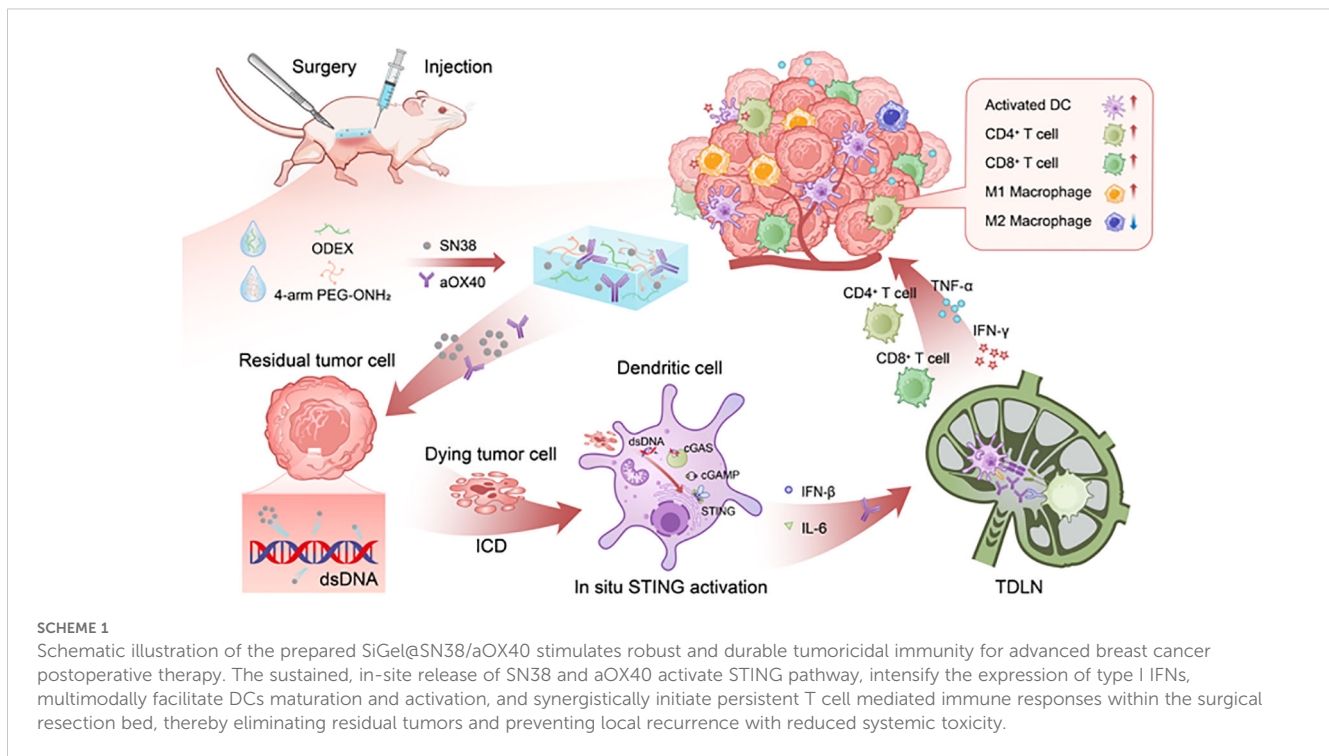 Surgery
Injection
ODEX
4-arm PEG-ONH₂
SN38
aOX40
Activated DC
CD4⁺ T cell
CD8⁺ T cell
M1 Macrophage
M2 Macrophage
CD4⁺ T cell
TNF-α
IFN-γ
CD8⁺ T cell
Residual tumor cell
dsDNA
Dying tumor cell
ICD
Dendritic cell
dsDNA
cGAS
cGAMP
STING
In situ STING activation
IFN-β
IL-6
TDLN
SCHEME 1
Schematic illustration of the prepared SiGel@SN38/aOX40 stimulates robust and durable tumoricidal immunity for advanced breast cancer
postoperative therapy. The sustained, in-site release of SN38 and aOX40 activate STING pathway, intensify the expression of type I IFNs,
multimodally facilitate DCs maturation and activation, and synergistically initiate persistent T cell mediated immune responses within the surgical
resection bed, thereby eliminating residual tumors and preventing local recurrence with reduced systemic toxicity.